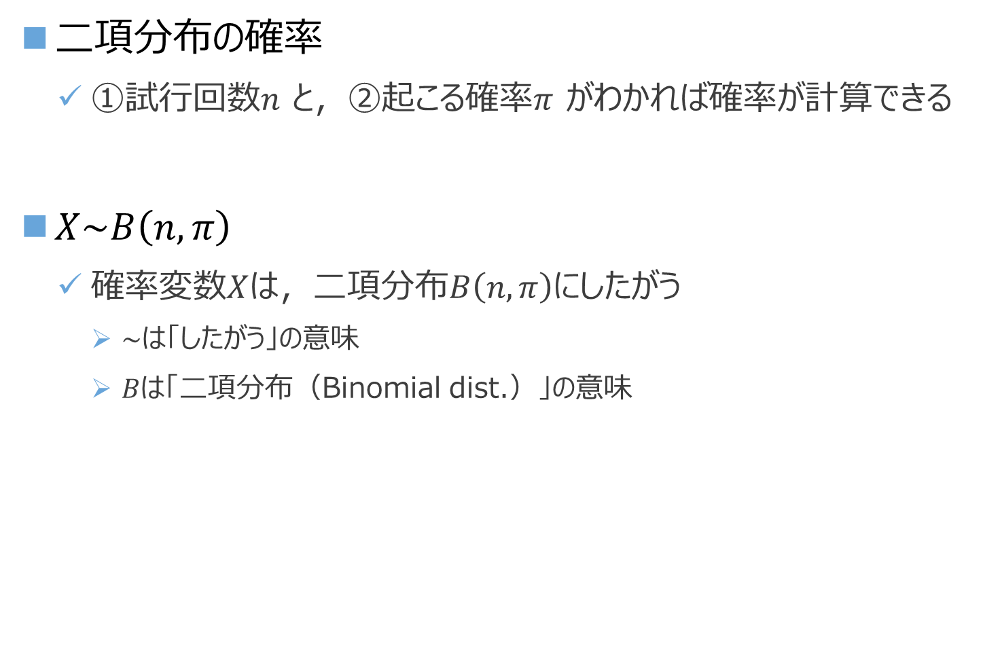 二項分布の確率
①試行回数𝑛 と，②起こる確率𝜋 がわかれば確率が計算できる
𝑋~𝐵(𝑛, 𝜋)
確率変数𝑋は，二項分布𝐵(𝑛, 𝜋)にしたがう
~は「したがう」の意味
𝐵は「二項分布（Binomial dist.）」の意味